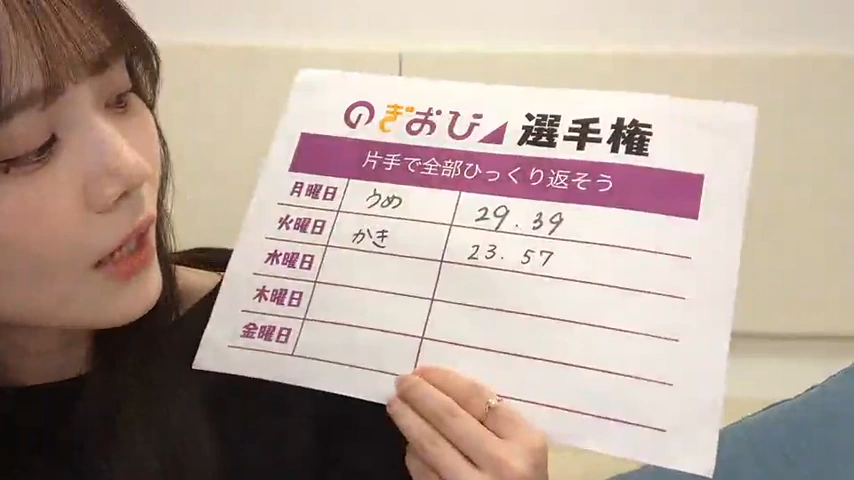 のぎおび⊿選手権
片手で全部ひっくり返そう
月曜日 うめ 29.39
火曜日 かき 23.57
水曜日
木曜日
金曜日